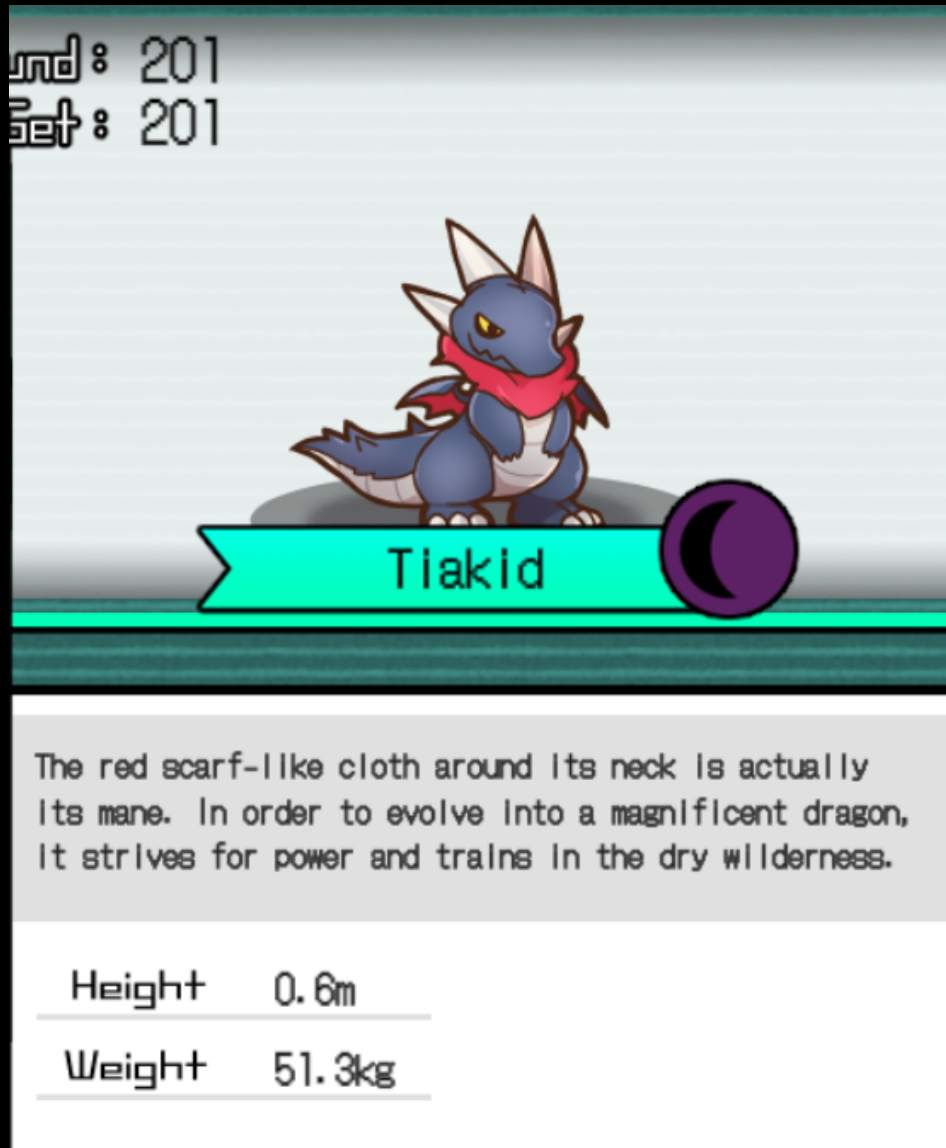 und: 201
Get: 201
Tiakid
The red scarf-like cloth around its neck is actually
its mane. In order to evolve into a magnificent dragon,
it strives for power and trains in the dry wilderness.
Height 0.6m
Weight 51.3kg